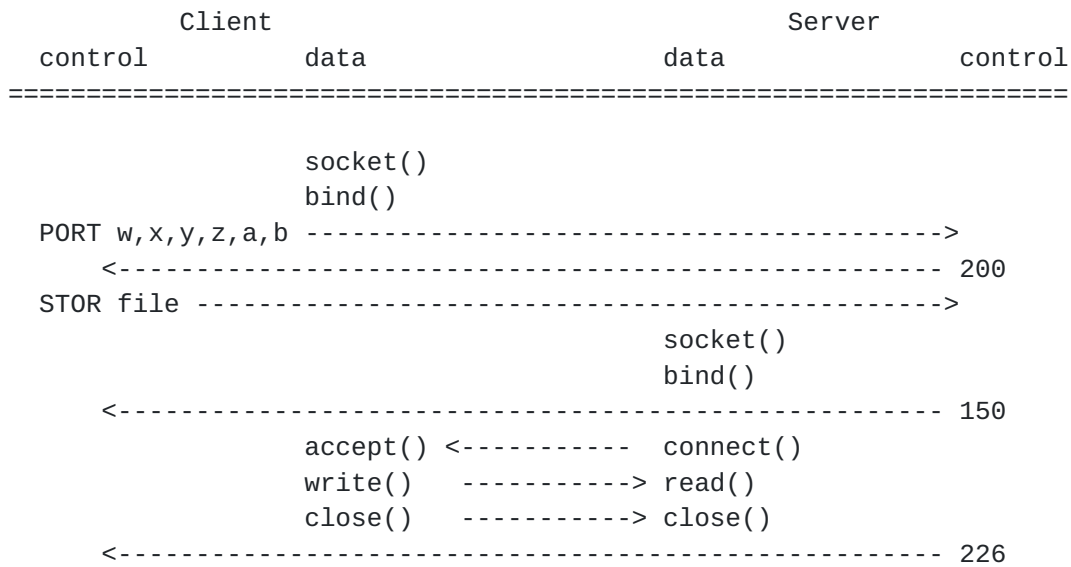 Client                                 Server
control          data                       data               control
====================================================================
socket()
bind()
PORT w,x,y,z,a,b ----------------------------------------->
<----------------------------------------------------- 200
STOR file ------------------------------------------------>
socket()
bind()
<----------------------------------------------------- 150
accept() <------------ connect()
write()   -----------> read()
close()   -----------> close()
<----------------------------------------------------- 226